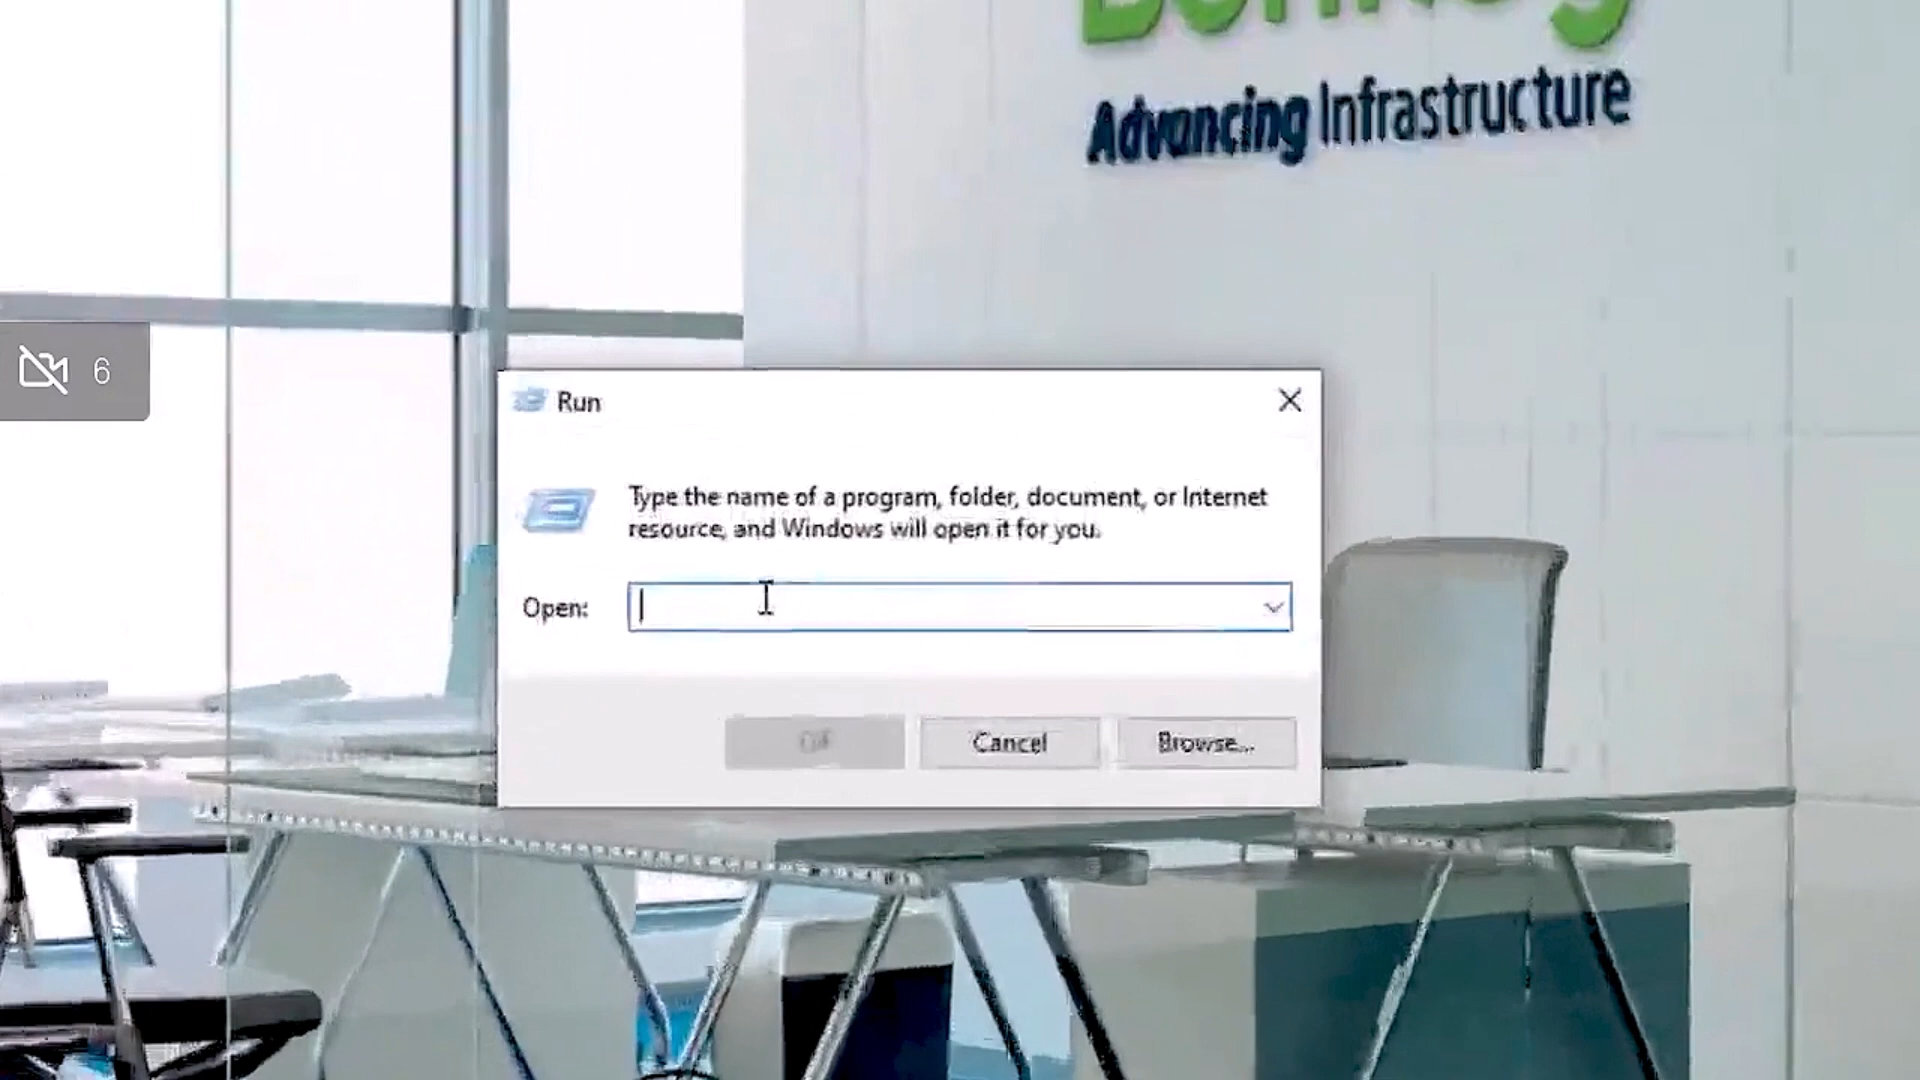 Advancing Infrastructure
6
Run
Type the name of a program, folder, document, or Internet
resource, and Windows will open it for you.
Open:
Cancel
Browse...